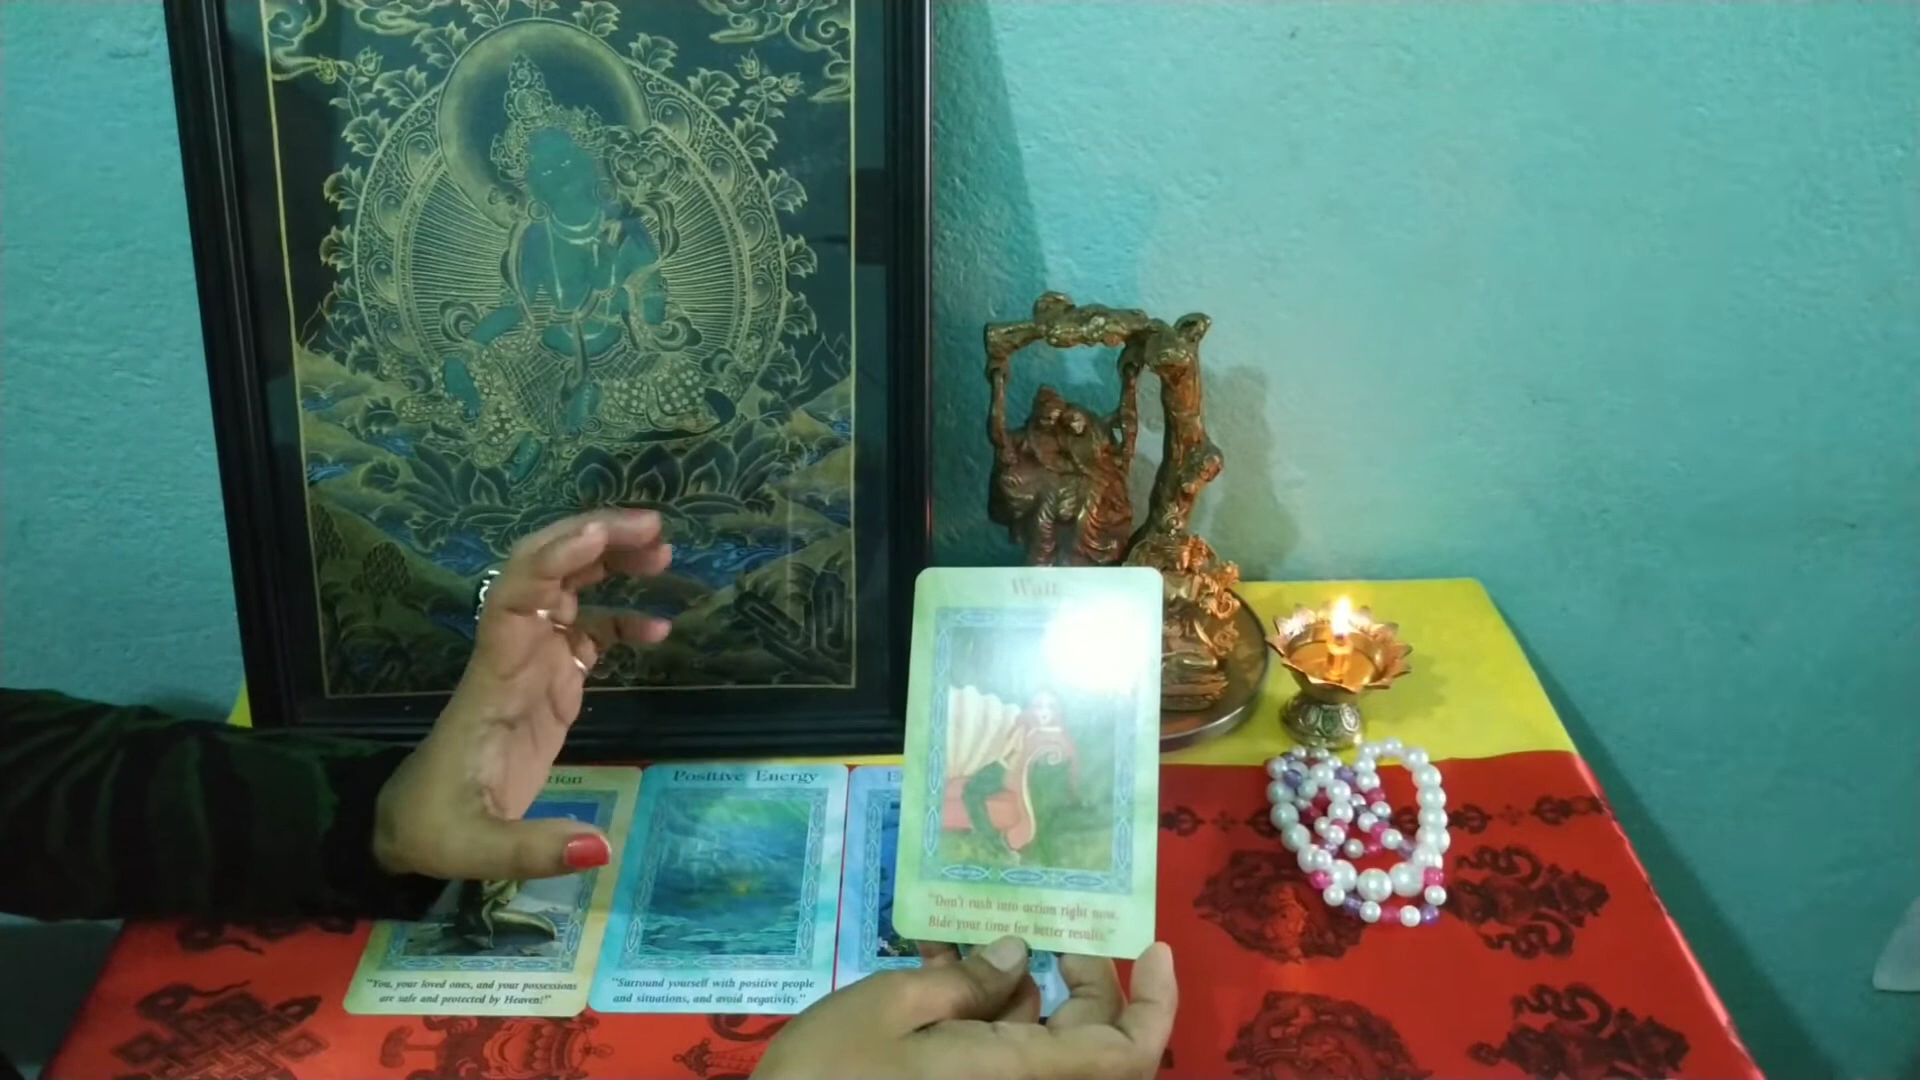 Wait
"Don't rush into action right now.
Bide your time for better results."
tion
Positive Energy
E
"You, your loved ones, and your possessions
are safe and protected by Heaven!"
"Surround yourself with positive people
and situations, and avoid negativity."